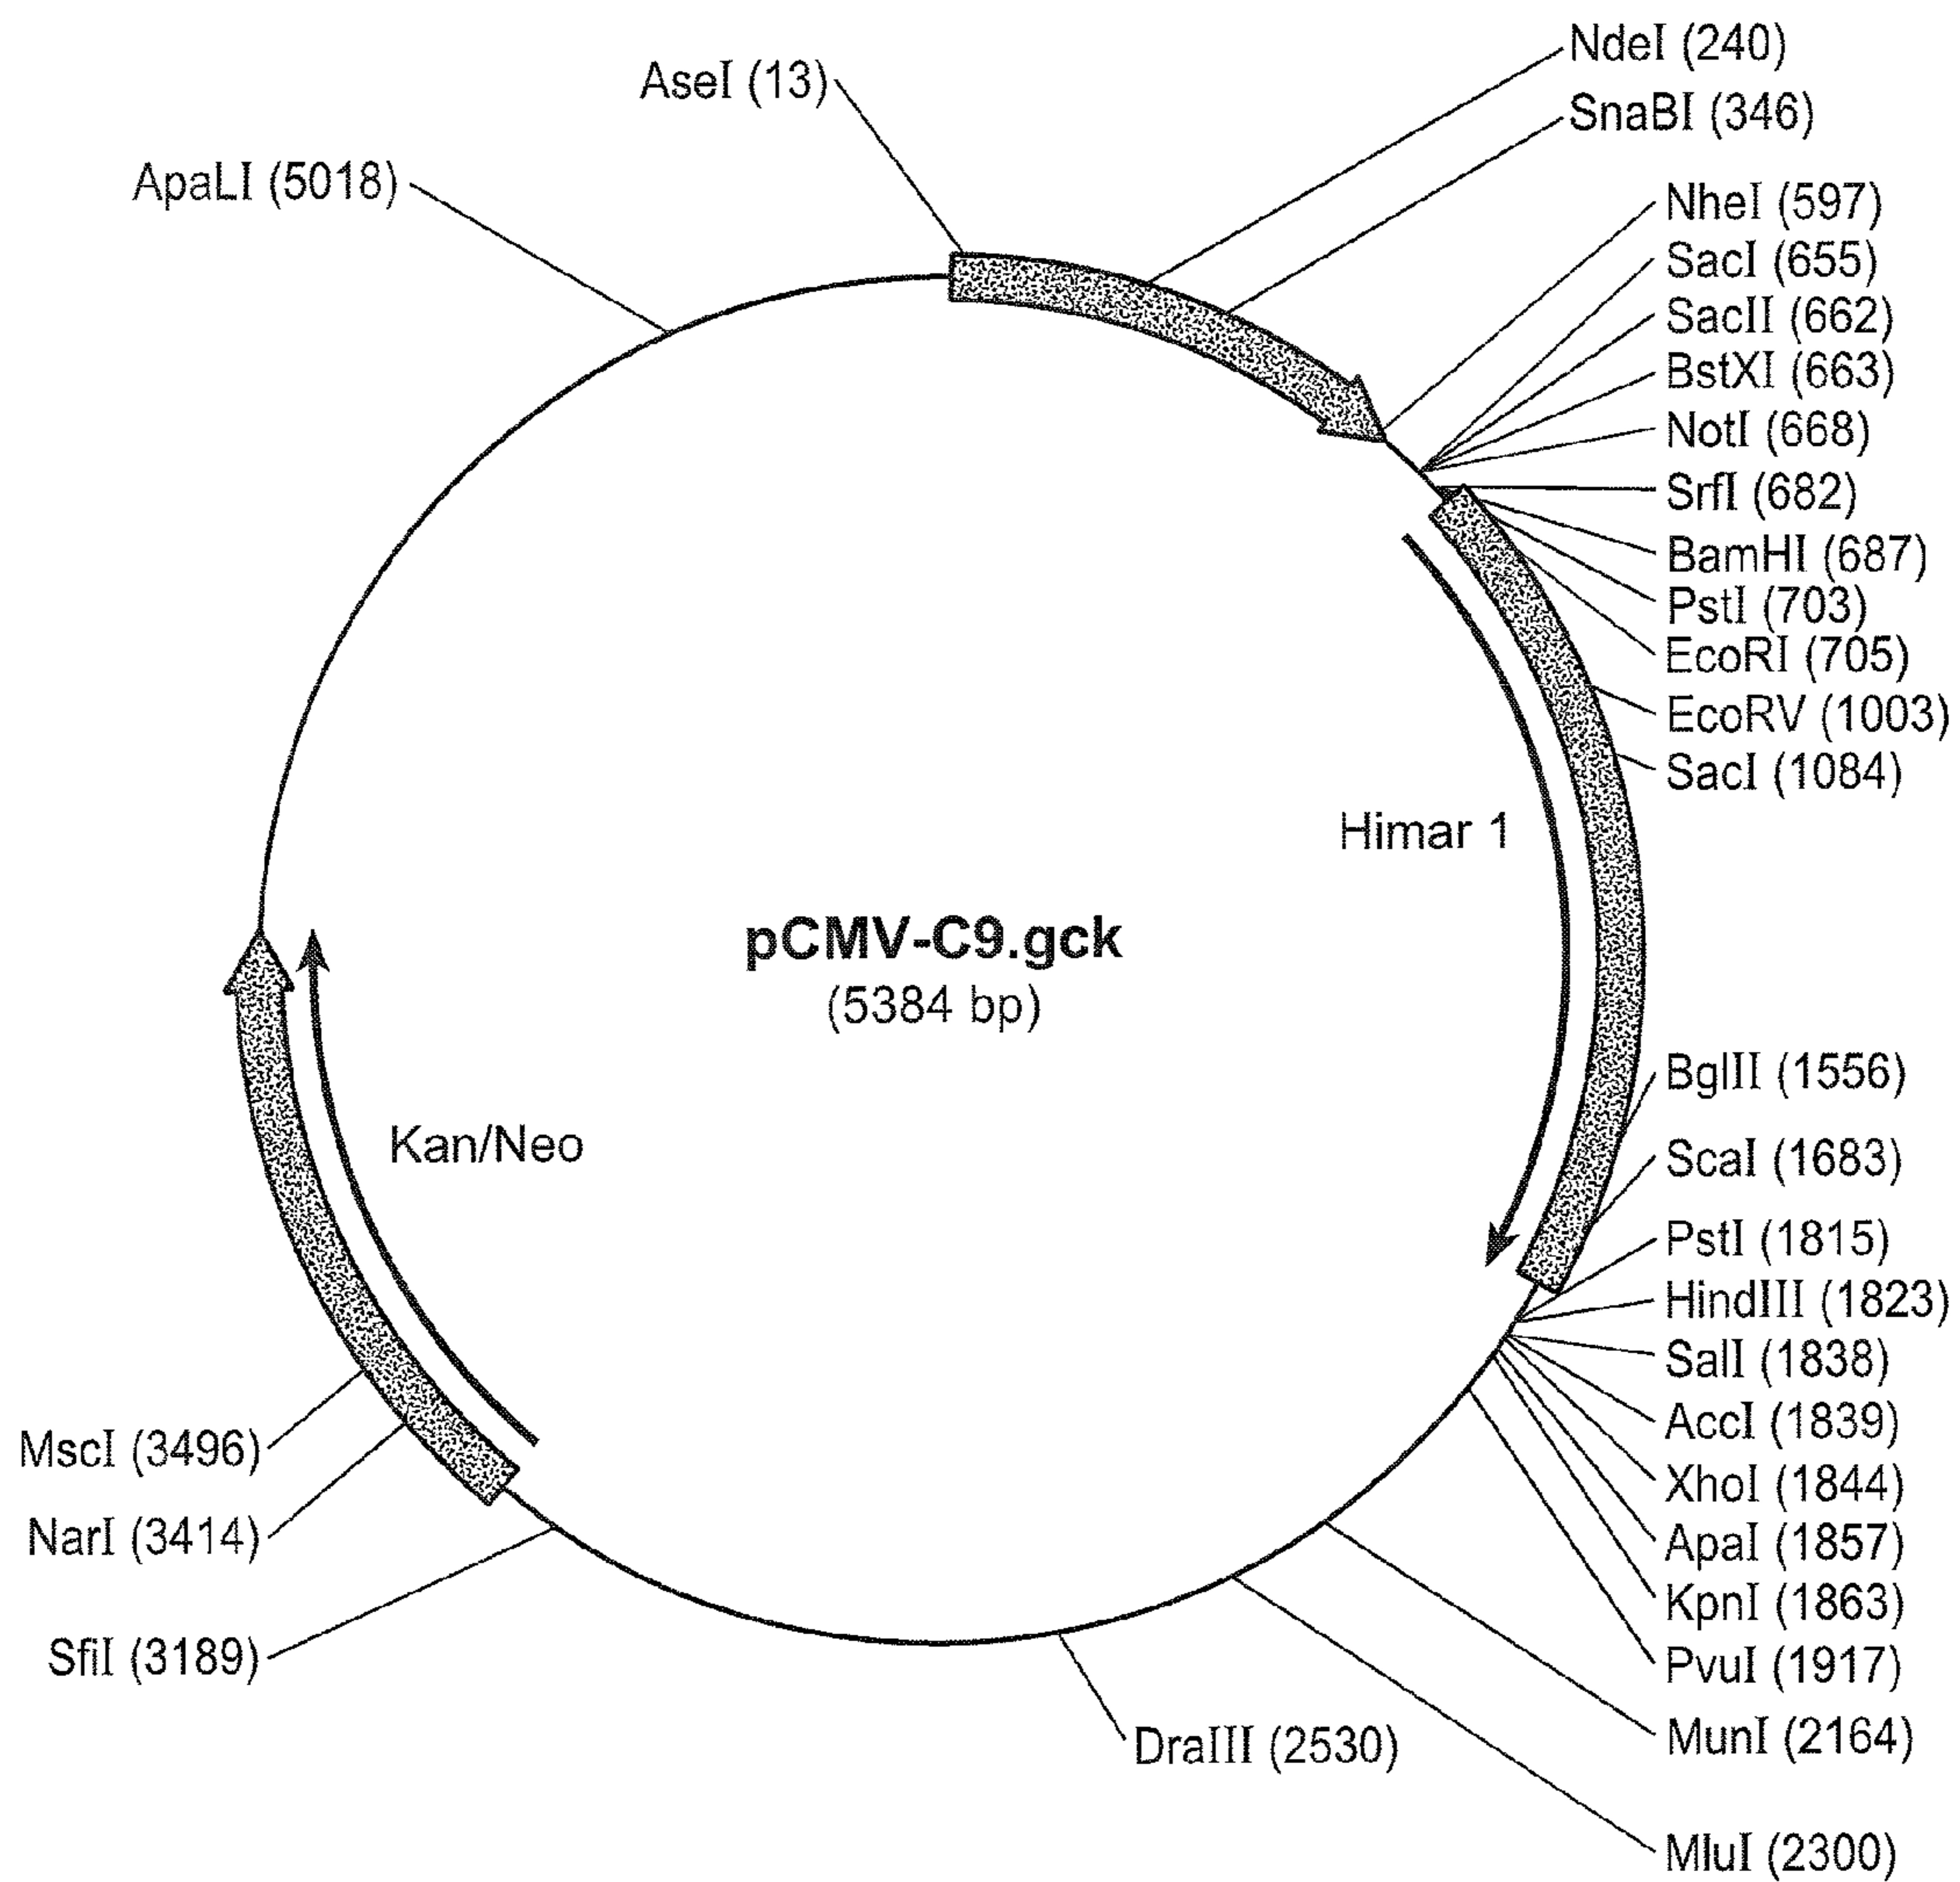 AseI (13)
NdeI (240)
SnaBI (346)
ApaLI (5018)
NheI (597)
SacI (655)
SacII (662)
BstXI (663)
NotI (668)
SrfI (682)
BamHI (687)
PstI (703)
EcoRI (705)
EcoRV (1003)
SacI (1084)
Himar 1
pCMV-C9.gck
(5384 bp)
Kan/Neo
BglII (1556)
ScaI (1683)
PstI (1815)
HindIII (1823)
SalI (1838)
AccI (1839)
XhoI (1844)
ApaI (1857)
KpnI (1863)
PvuI (1917)
MunI (2164)
MluI (2300)
DraIII (2530)
MscI (3496)
NarI (3414)
SfiI (3189)